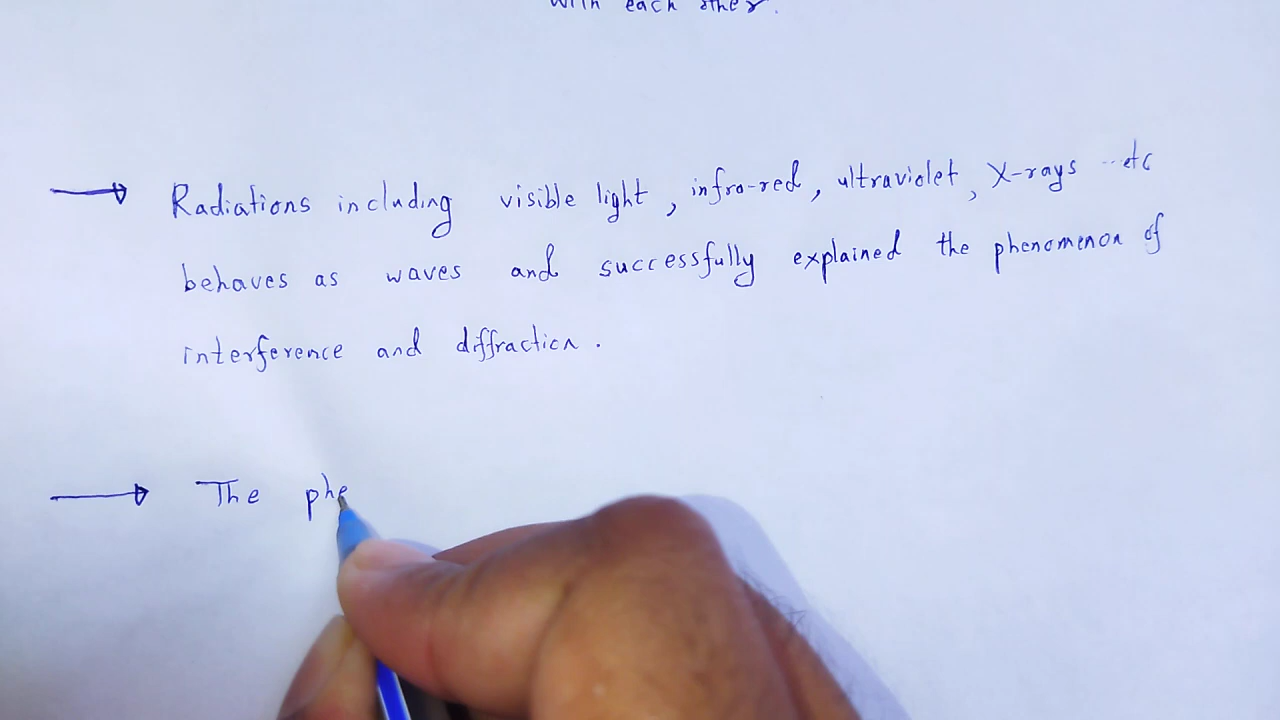 with each other.
→ Radiations including visible light, infra-red, ultraviolet, X-rays ...etc
behaves as waves and successfully explained the phenomenon of
interference and diffraction.
→ The phe